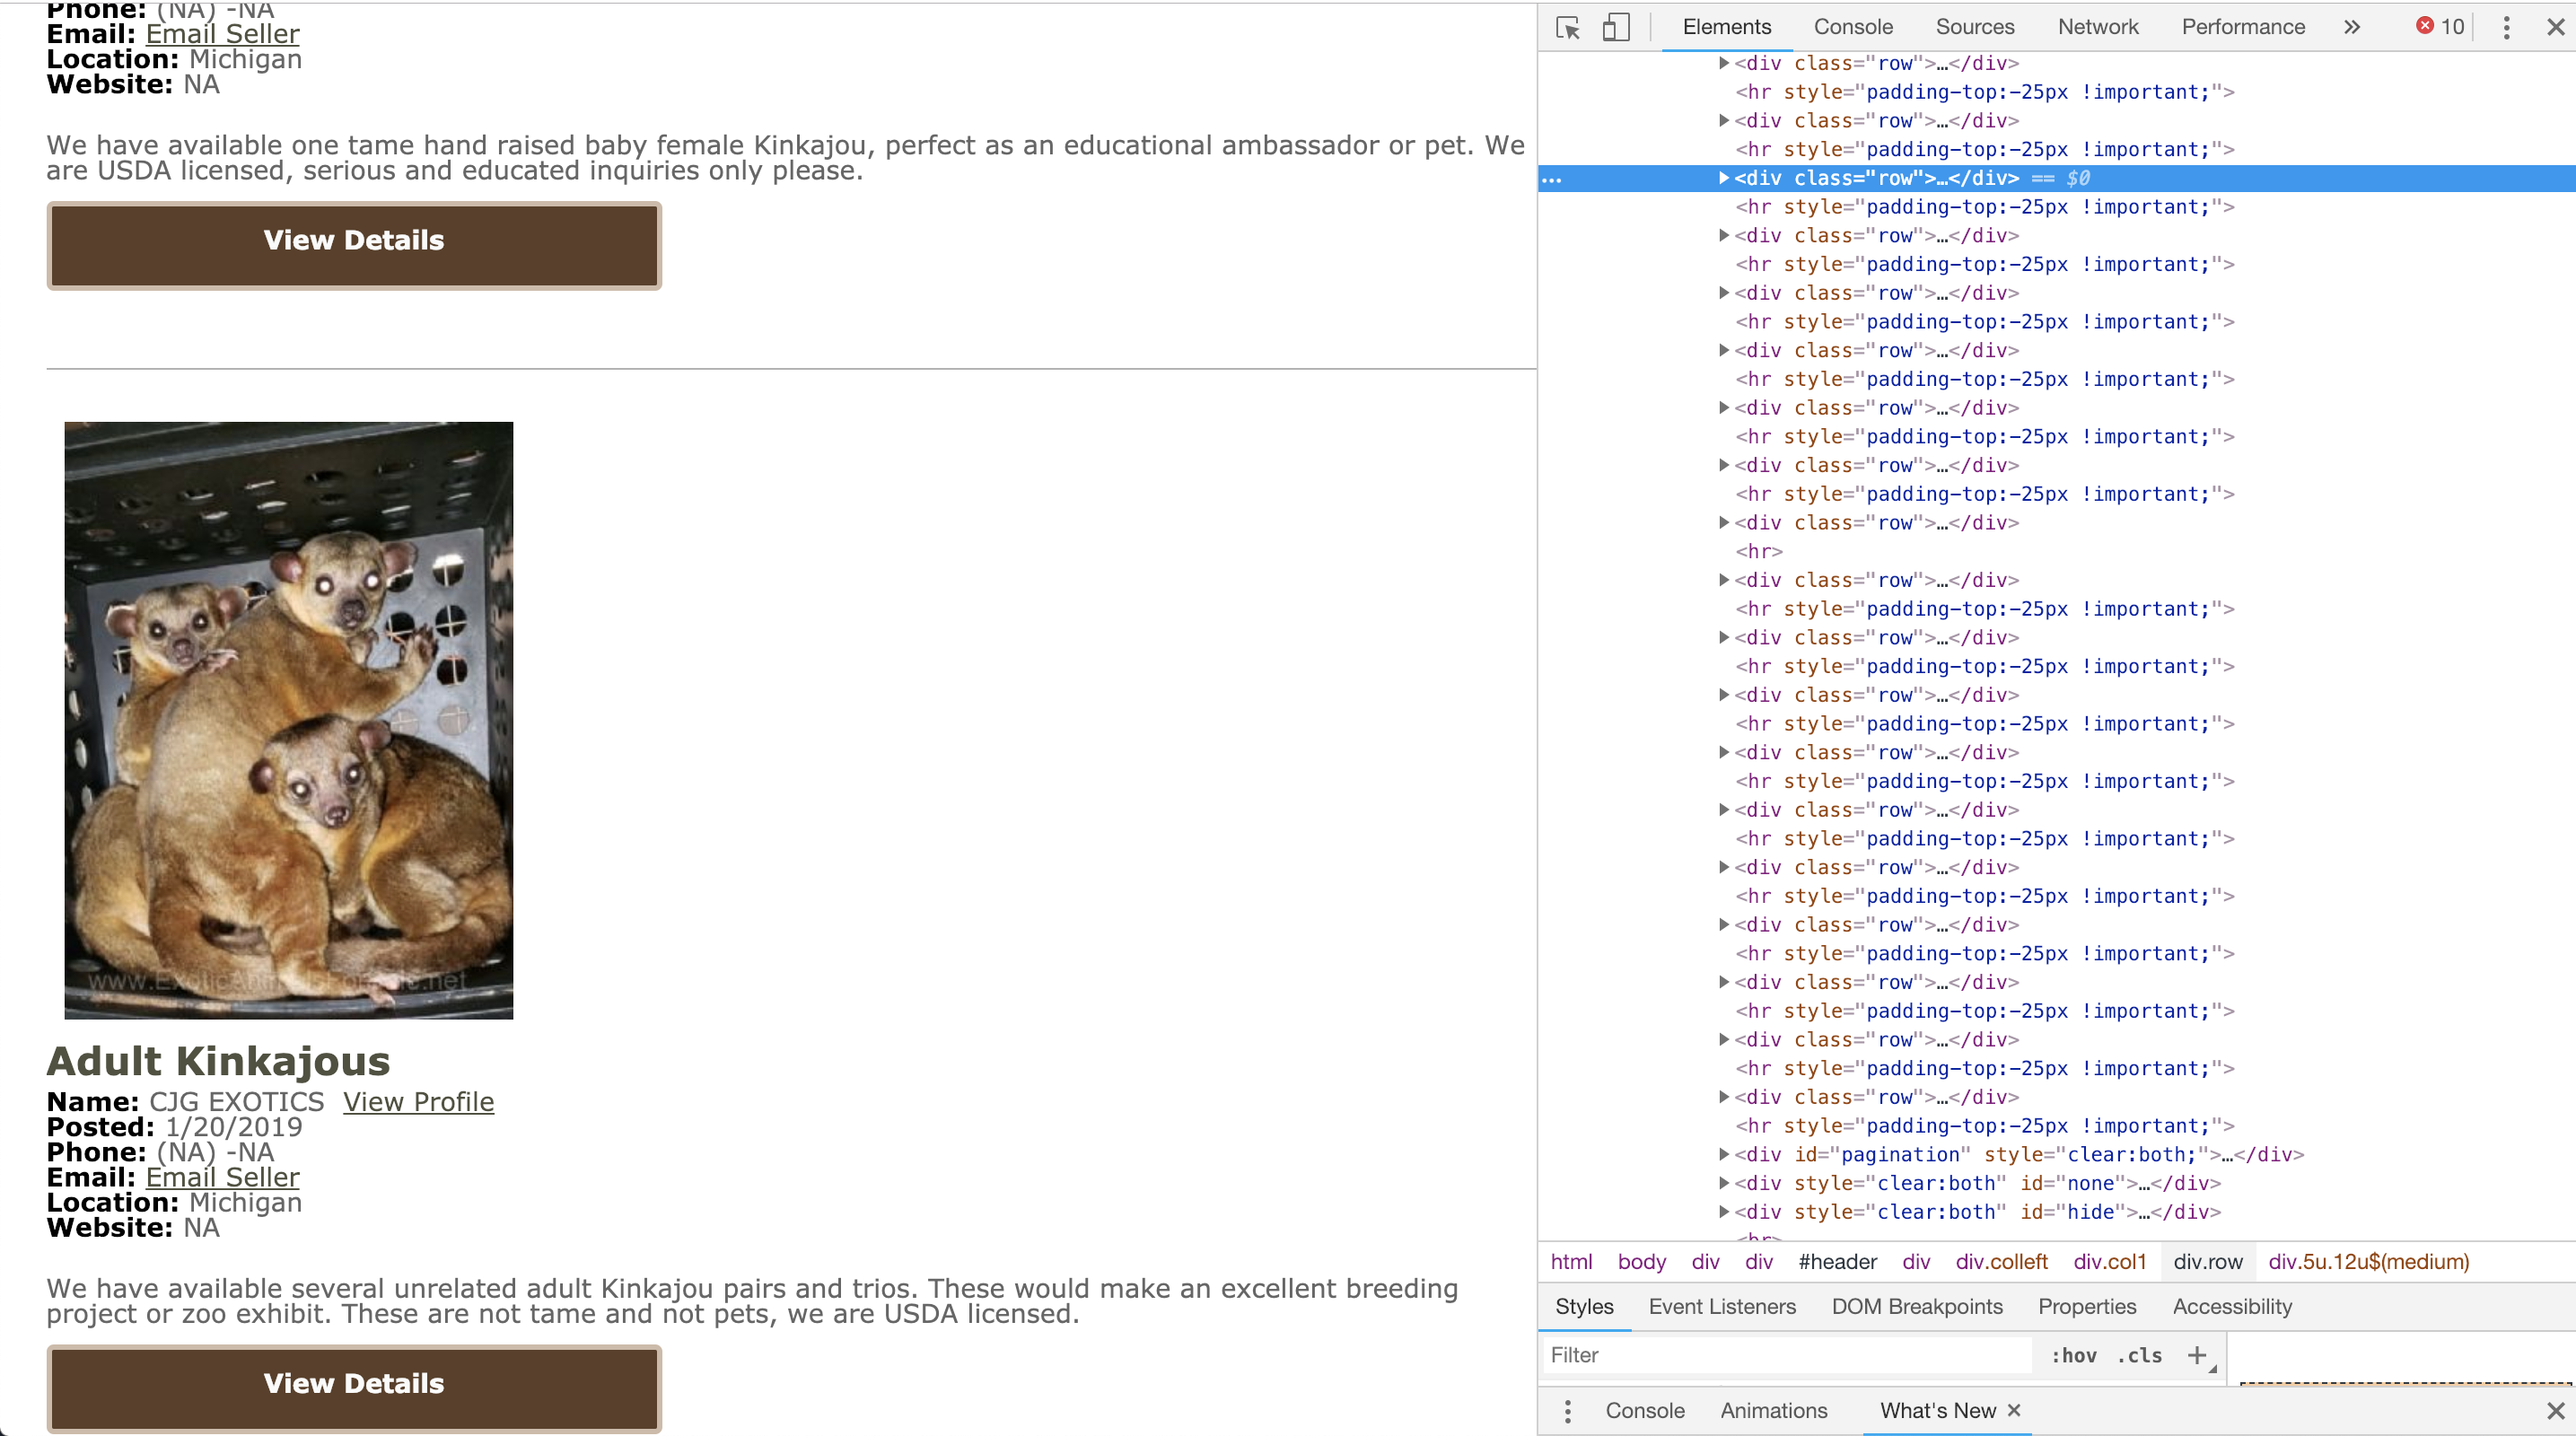 Phone: (NA) -NA
Email: Email Seller
Location: Michigan
Website: NA
We have available one tame hand raised baby female Kinkajou, perfect as an educational ambassador or pet. We
are USDA licensed, serious and educated inquiries only please.
View Details
Adult Kinkajous
Name: CJG EXOTICS View Profile
Posted: 1/20/2019
Phone: (NA) -NA
Email: Email Seller
Location: Michigan
Website: NA
We have available several unrelated adult Kinkajou pairs and trios. These would make an excellent breeding
project or zoo exhibit. These are not tame and not pets, we are USDA licensed.
View Details
Elements Console Sources Network Performance » 10
<div class="row">…</div>
<hr style="padding-top:-25px !important;">
<div class="row">…</div>
<hr style="padding-top:-25px !important;">
… <div class="row">…</div> == $0
<hr style="padding-top:-25px !important;">
<div class="row">…</div>
<hr style="padding-top:-25px !important;">
<div class="row">…</div>
<hr style="padding-top:-25px !important;">
<div class="row">…</div>
<hr style="padding-top:-25px !important;">
<div class="row">…</div>
<hr style="padding-top:-25px !important;">
<div class="row">…</div>
<hr style="padding-top:-25px !important;">
<div class="row">…</div>
<hr>
<div class="row">…</div>
<hr style="padding-top:-25px !important;">
<div class="row">…</div>
<hr style="padding-top:-25px !important;">
<div class="row">…</div>
<hr style="padding-top:-25px !important;">
<div class="row">…</div>
<hr style="padding-top:-25px !important;">
<div class="row">…</div>
<hr style="padding-top:-25px !important;">
<div class="row">…</div>
<hr style="padding-top:-25px !important;">
<div class="row">…</div>
<hr style="padding-top:-25px !important;">
<div class="row">…</div>
<hr style="padding-top:-25px !important;">
<div class="row">…</div>
<hr style="padding-top:-25px !important;">
<div class="row">…</div>
<hr style="padding-top:-25px !important;">
<div id="pagination" style="clear:both;">…</div>
<div style="clear:both" id="none">…</div>
<div style="clear:both" id="hide">…</div>
<hr>
html body div div #header div div.colleft div.col1 div.row div.5u.12u$(medium)
Styles Event Listeners DOM Breakpoints Properties Accessibility
Filter :hov .cls +
Console Animations What's New